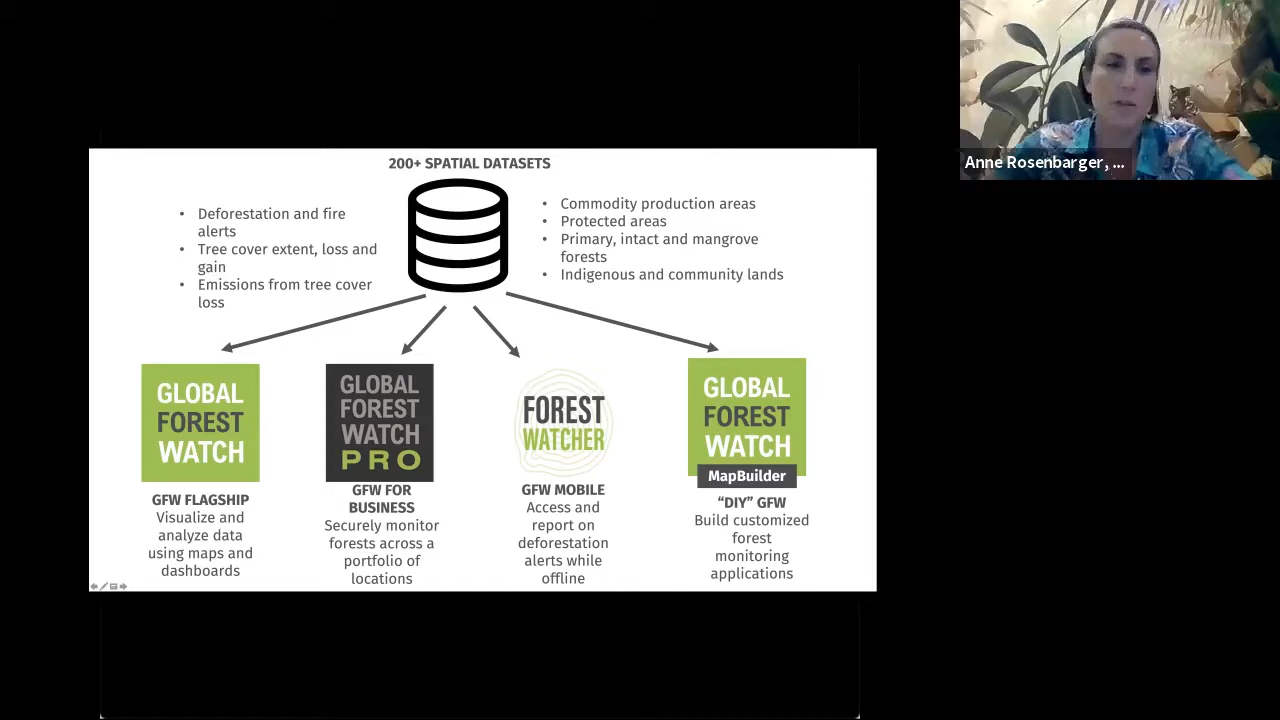 200+ SPATIAL DATASETS
• Deforestation and fire
alerts
• Tree cover extent, loss and
gain
• Emissions from tree cover
loss
• Commodity production areas
• Protected areas
• Primary, intact and mangrove
forests
• Indigenous and community lands
GLOBAL
FOREST
WATCH
GFW FLAGSHIP
Visualize and
analyze data
using maps and
dashboards
GLOBAL
FOREST
WATCH
PRO
GFW FOR
BUSINESS
Securely monitor
forests across a
portfolio of
locations
FOREST
WATCHER
GFW MOBILE
Access and
report on
deforestation
alerts while
offline
GLOBAL
FOREST
WATCH
MapBuilder
“DIY” GFW
Build customized
forest
monitoring
applications
Anne Rosenbarger, ...